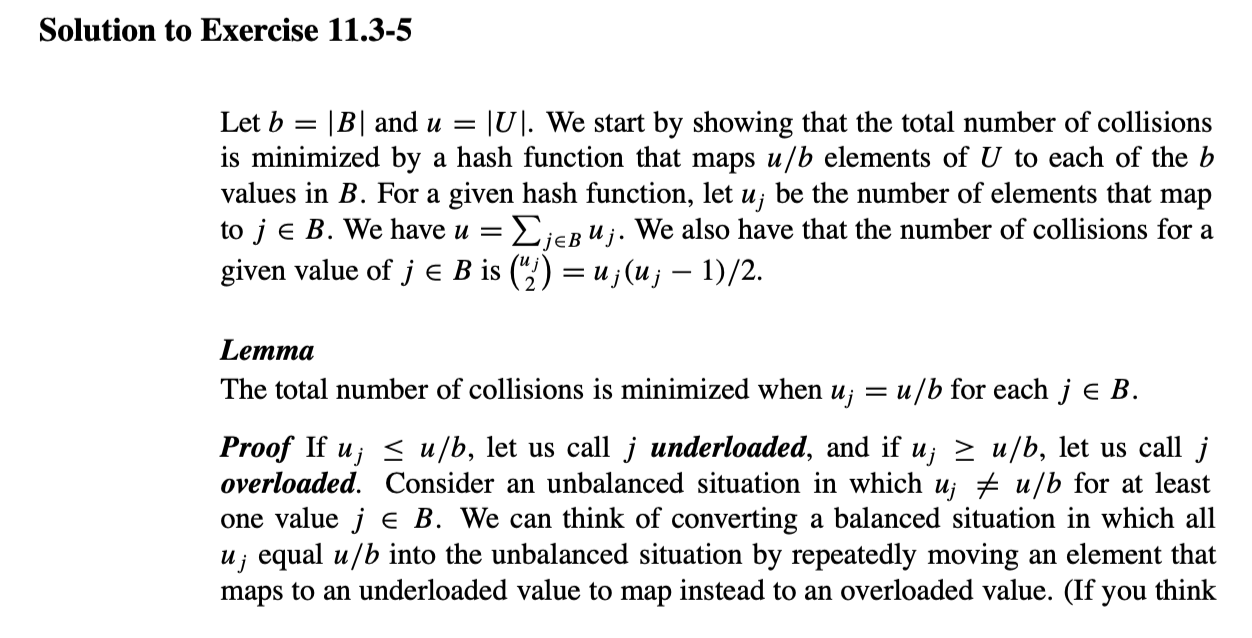 Solution to Exercise 11.3-5
Let b = |B| and u = |U|. We start by showing that the total number of collisions
is minimized by a hash function that maps u/b elements of U to each of the b
values in B. For a given hash function, let u_j be the number of elements that map
to j ∈ B. We have u = ∑_{j∈B} u_j. We also have that the number of collisions for a
given value of j ∈ B is \binom{u_j}{2} = u_j(u_j − 1)/2.
Lemma
The total number of collisions is minimized when u_j = u/b for each j ∈ B.
Proof If u_j ≤ u/b, let us call j underloaded, and if u_j ≥ u/b, let us call j
overloaded. Consider an unbalanced situation in which u_j ≠ u/b for at least
one value j ∈ B. We can think of converting a balanced situation in which all
u_j equal u/b into the unbalanced situation by repeatedly moving an element that
maps to an underloaded value to map instead to an overloaded value. (If you think